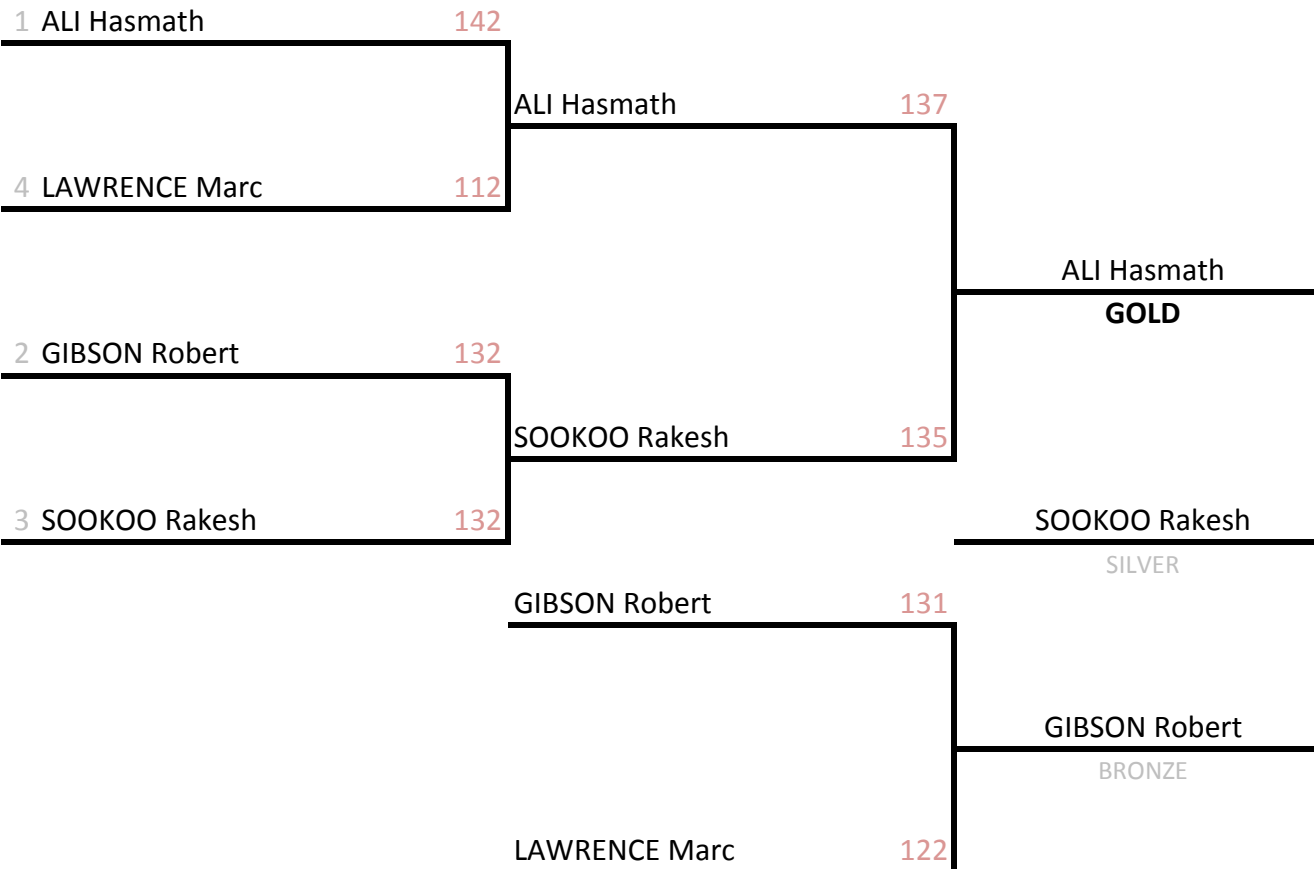 1 ALI Hasmath 142
ALI Hasmath 137
4 LAWRENCE Marc 112
ALI Hasmath
GOLD
2 GIBSON Robert 132
SOOKOO Rakesh 135
3 SOOKOO Rakesh 132
SOOKOO Rakesh
SILVER
GIBSON Robert 131
GIBSON Robert
BRONZE
LAWRENCE Marc 122